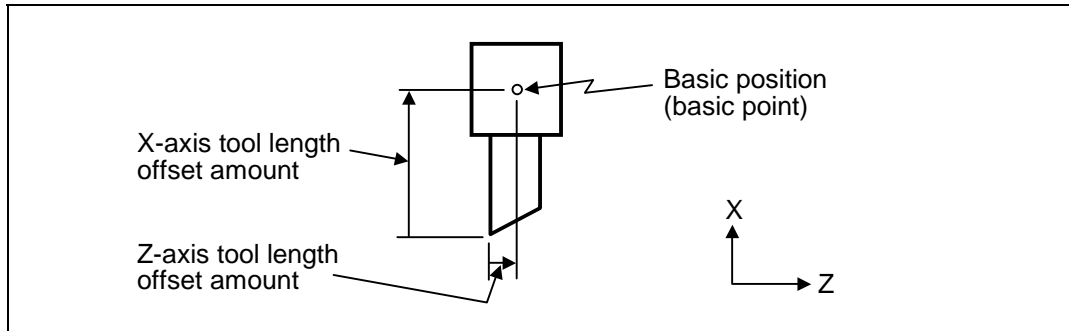 Basic position
(basic point)
X-axis tool length
offset amount
Z-axis tool length
offset amount
X
Z